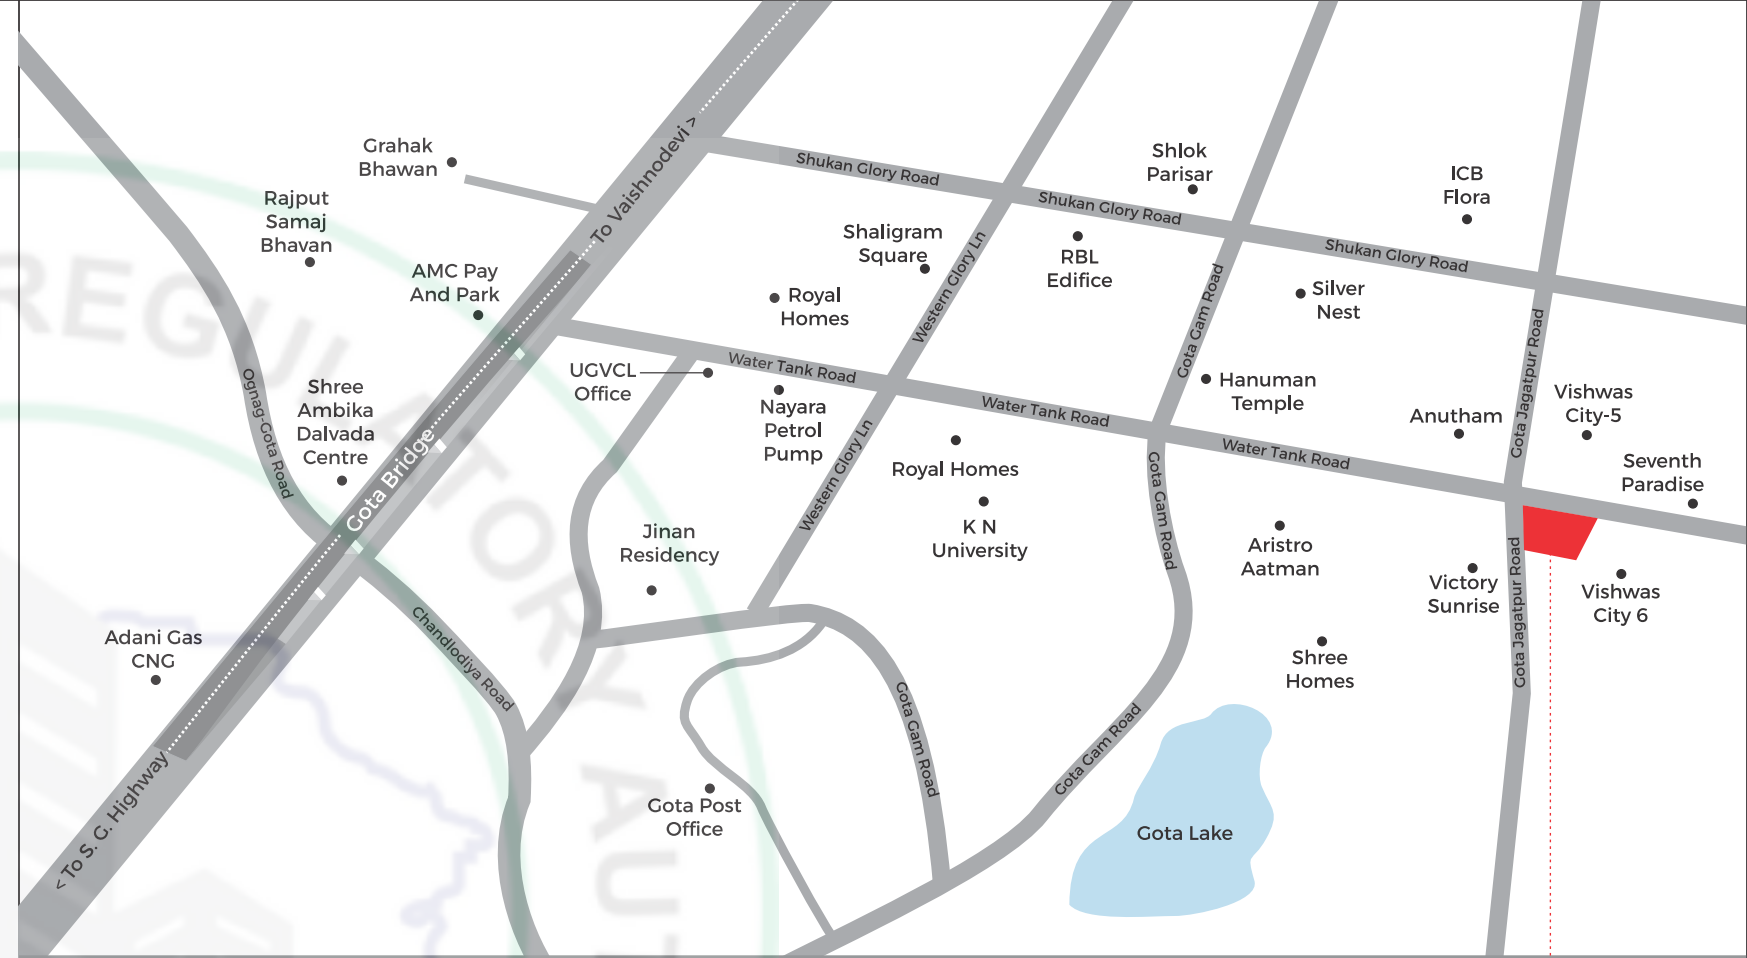 Grahak
Bhawan
Rajput
Samaj
Bhavan
AMC Pay
And Park
To Vaishnodevi >
Shukan Glory Road
Shukan Glory Road
Shukan Glory Road
Shlok
Parisar
ICB
Flora
Shaligram
Square
RBL
Edifice
Royal
Homes
Western Glory Ln
Gota Gam Road
Silver
Nest
Gota Jagatpur Road
Ognag-Gota Road
Shree
Ambika
Dalvada
Centre
Gota Bridge
UGVCL
Office
Water Tank Road
Water Tank Road
Water Tank Road
Nayara
Petrol
Pump
Western Glory Ln
Hanuman
Temple
Anutham
Vishwas
City-5
Seventh
Paradise
Royal Homes
K N
University
Gota Gam Road
Aristro
Aatman
Victory
Sunrise
Gota Jagatpur Road
Vishwas
City 6
Jinan
Residency
Adani Gas
CNG
Chandlodiya Road
Shree
Homes
Gota Gam Road
Gota Gam Road
Gota Post
Office
Gota Lake
< To S. G. Highway
REGULATORY AUT